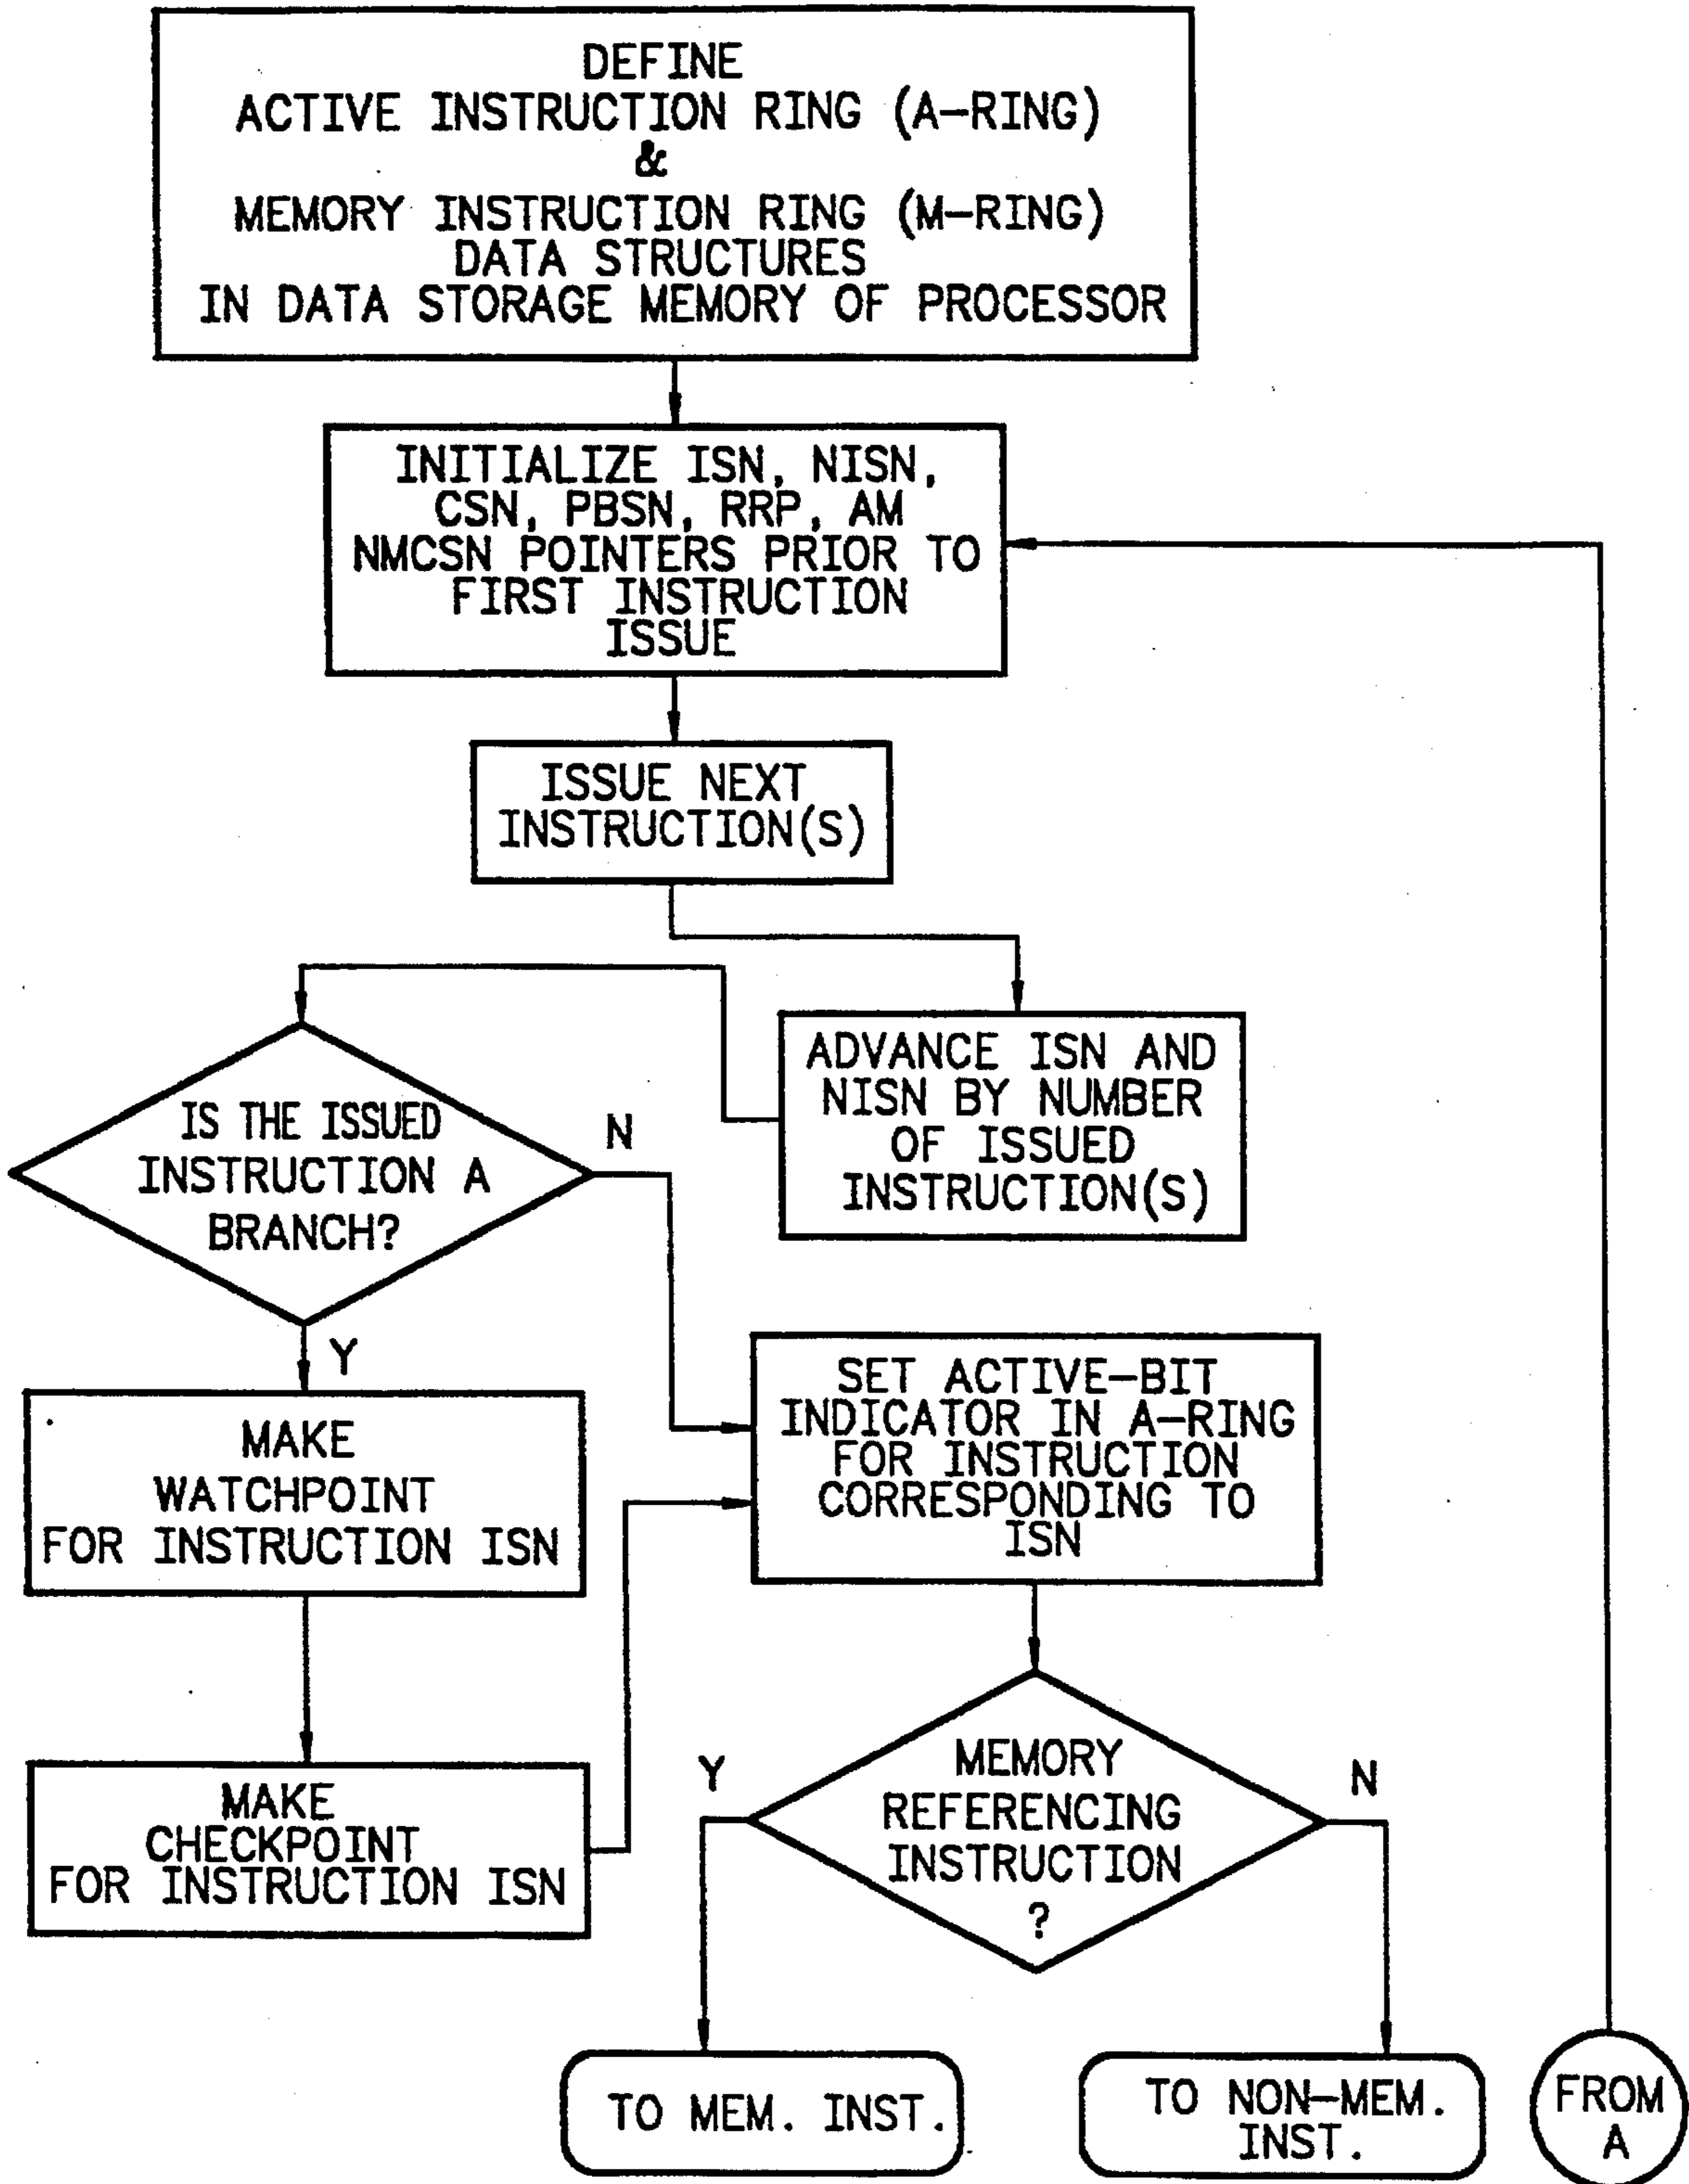 DEFINE
ACTIVE INSTRUCTION RING (A-RING)
&
MEMORY INSTRUCTION RING (M-RING)
DATA STRUCTURES
IN DATA STORAGE MEMORY OF PROCESSOR
INITIALIZE ISN, NISN,
CSN, PBSN, RRP, AM
NMCSN POINTERS PRIOR TO
FIRST INSTRUCTION
ISSUE
ISSUE NEXT
INSTRUCTION(S)
ADVANCE ISN AND
NISN BY NUMBER
OF ISSUED
INSTRUCTION(S)
IS THE ISSUED
INSTRUCTION A
BRANCH?
N
Y
MAKE
WATCHPOINT
FOR INSTRUCTION ISN
SET ACTIVE-BIT
INDICATOR IN A-RING
FOR INSTRUCTION
CORRESPONDING TO
ISN
MAKE
CHECKPOINT
FOR INSTRUCTION ISN
MEMORY
REFERENCING
INSTRUCTION
?
Y
N
TO MEM. INST.
TO NON-MEM.
INST.
FROM
A